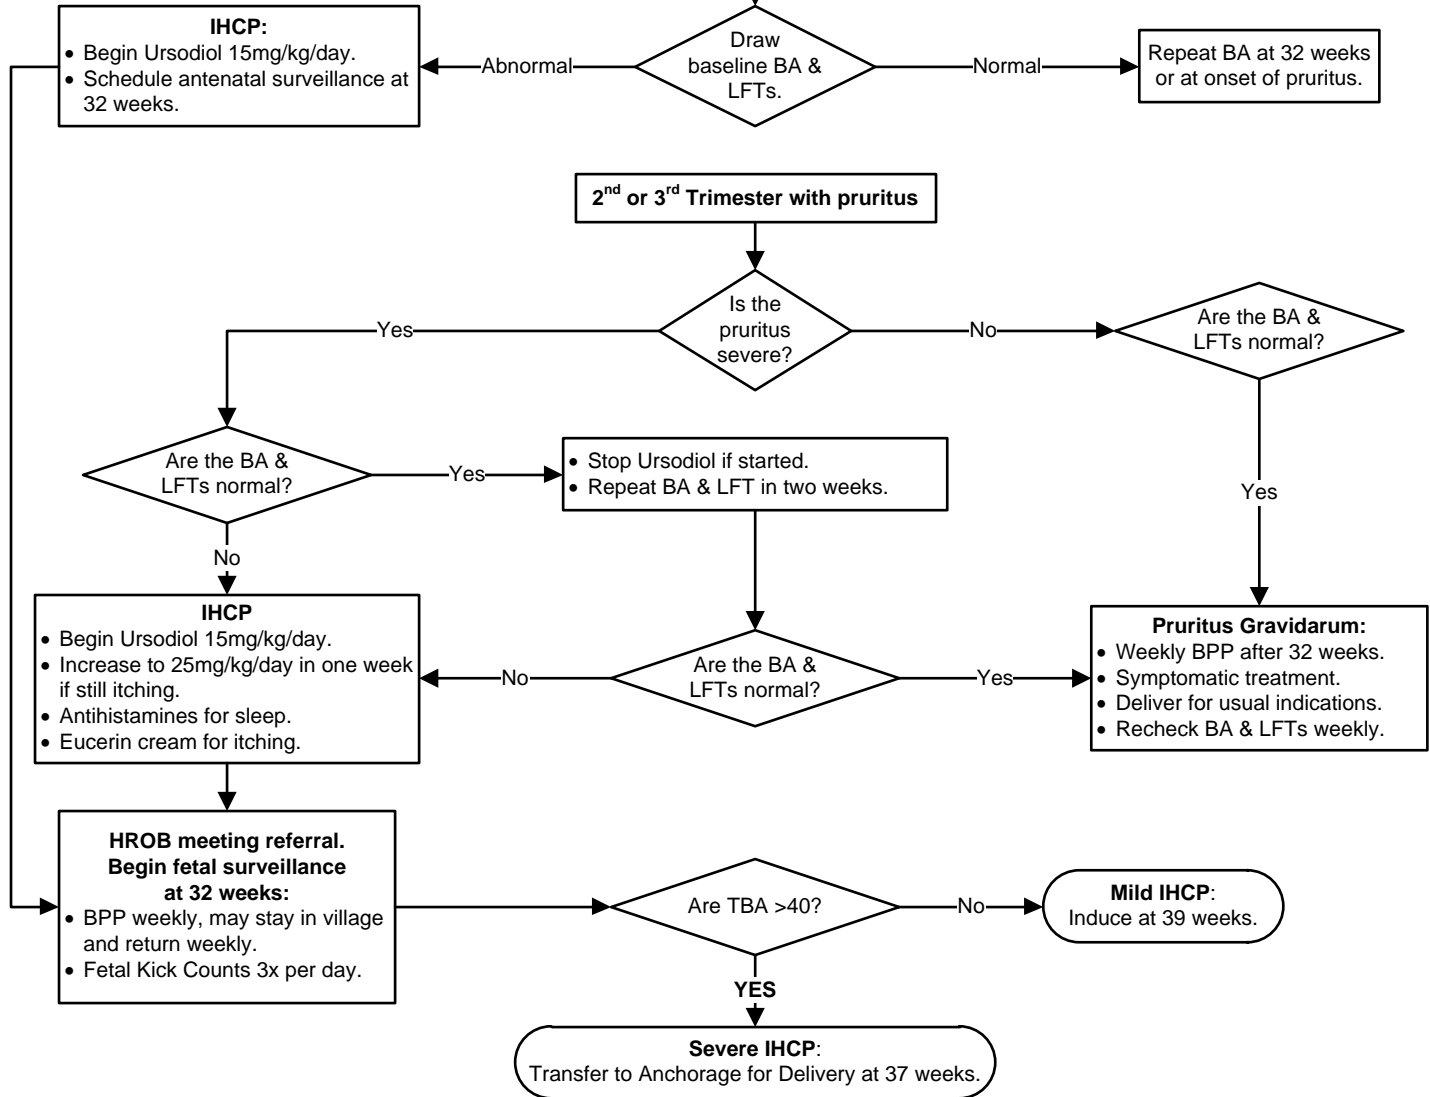 IHCP:
• Begin Ursodiol 15mg/kg/day.
• Schedule antenatal surveillance at
32 weeks.
Abnormal
Draw
baseline BA &
LFTs.
Normal
Repeat BA at 32 weeks
or at onset of pruritus.
2nd or 3rd Trimester with pruritus
Is the
pruritus
severe?
Yes
No
Are the BA &
LFTs normal?
Are the BA &
LFTs normal?
Yes
• Stop Ursodiol if started.
• Repeat BA & LFT in two weeks.
Yes
No
IHCP
• Begin Ursodiol 15mg/kg/day.
• Increase to 25mg/kg/day in one week
if still itching.
• Antihistamines for sleep.
• Eucerin cream for itching.
No
Are the BA &
LFTs normal?
Yes
Pruritus Gravidarum:
• Weekly BPP after 32 weeks.
• Symptomatic treatment.
• Deliver for usual indications.
• Recheck BA & LFTs weekly.
HROB meeting referral.
Begin fetal surveillance
at 32 weeks:
• BPP weekly, may stay in village
and return weekly.
• Fetal Kick Counts 3x per day.
Are TBA >40?
No
Mild IHCP:
Induce at 39 weeks.
YES
Severe IHCP:
Transfer to Anchorage for Delivery at 37 weeks.